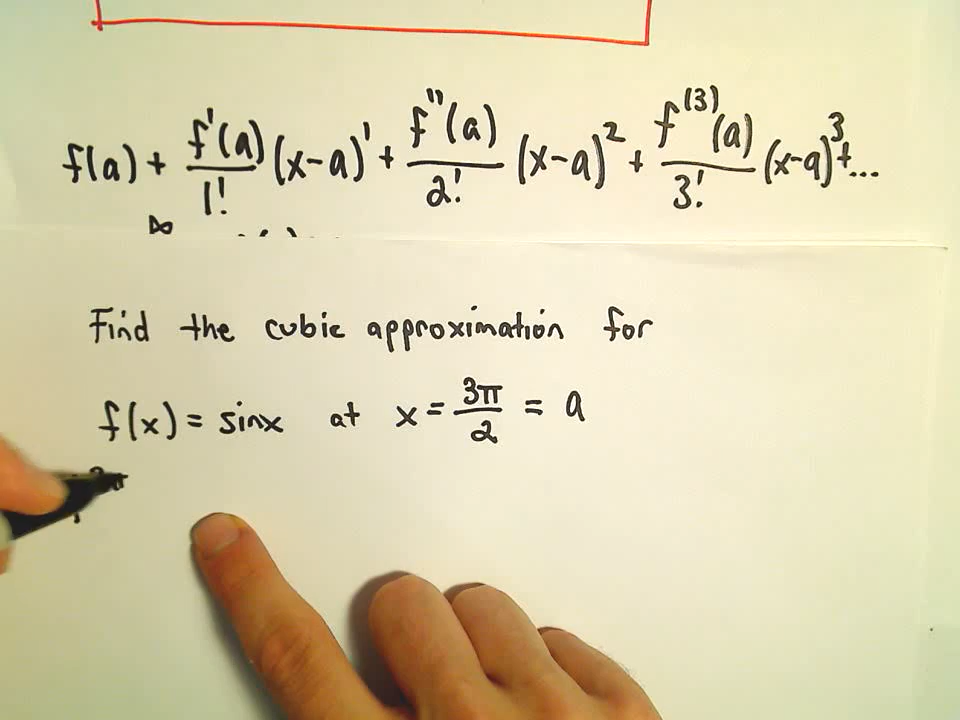 f(a) + f'(a)/1! (x-a)¹ + f''(a)/2! (x-a)² + f⁽³⁾(a)/3! (x-a)³ + ...
∞
Find the cubic approximation for
f(x) = sinx at x = 3π/2 = a